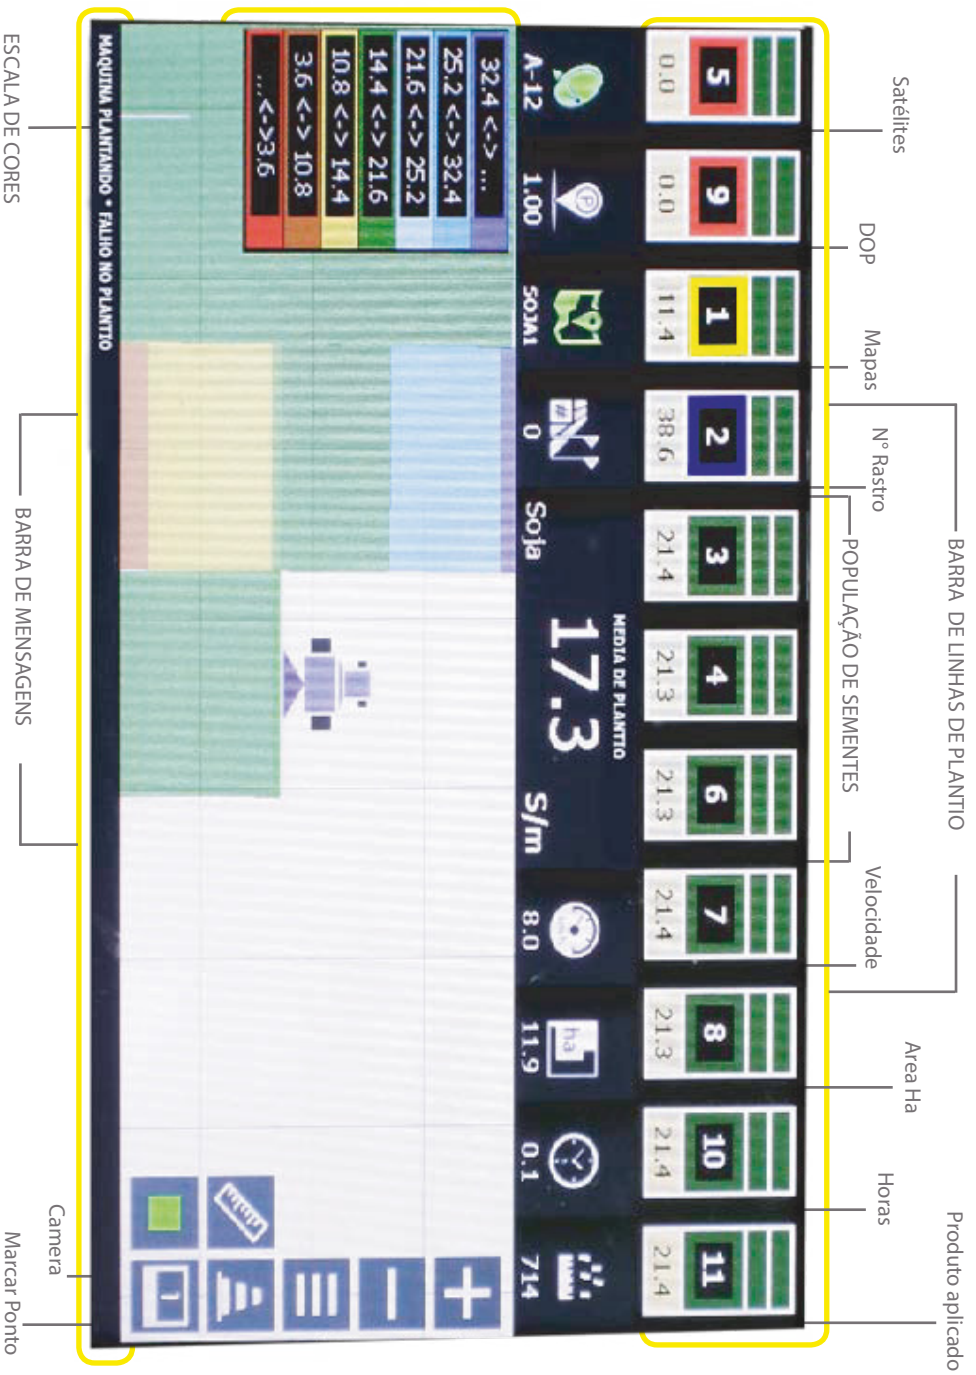 Satélites
DOP
Mapas
N° Rastro
BARRA DE LINHAS DE PLANTIO
POPULAÇÃO DE SEMENTES
Velocidade
Area Ha
Horas
Produto aplicado
5
9
1
2
3
4
6
7
8
10
11
0.0
0.0
11.4
38.6
21.4
21.3
21.3
21.4
21.3
21.4
21.4
MEDIA DE PLANTIO
A-12
1.00
SOJA1
0
Soja
17.3
S/m
8.0
11.9
0.1
714
P
#
ha
32.4 <-> ...
25.2 <-> 32.4
21.6 <-> 25.2
14.4 <-> 21.6
10.8 <-> 14.4
3.6 <-> 10.8
...<->3.6
1
MAQUINA PLANTANDO * FALHO NO PLANTIO
ESCALA DE CORES
BARRA DE MENSAGENS
Camera
Marcar Ponto